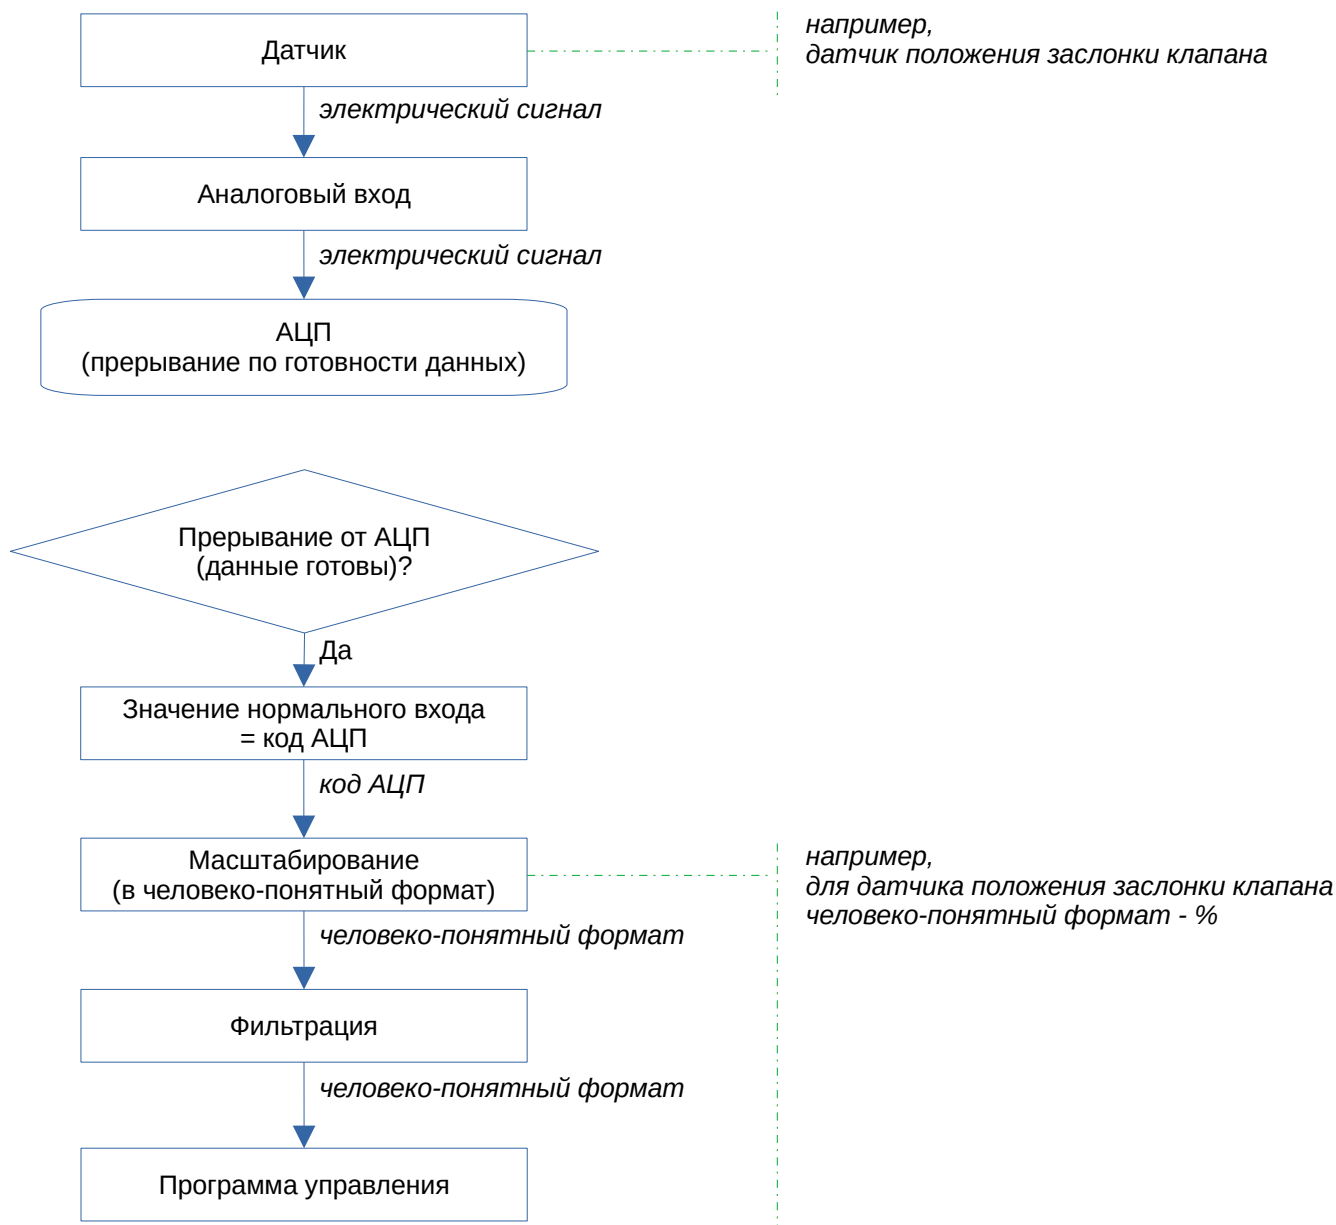 Датчик
например,
датчик положения заслонки клапана
электрический сигнал
Аналоговый вход
электрический сигнал
АЦП
(прерывание по готовности данных)
Прерывание от АЦП
(данные готовы)?
Да
Значение нормального входа
= код АЦП
код АЦП
Масштабирование
(в человеко-понятный формат)
например,
для датчика положения заслонки клапана
человеко-понятный формат - %
человеко-понятный формат
Фильтрация
человеко-понятный формат
Программа управления